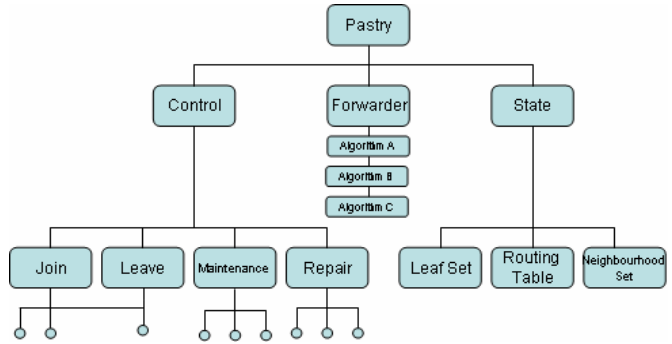 Pastry
Control
Forwarder
State
Algorithm A
Algorithm B
Algorithm C
Join
Leave
Maintenance
Repair
Leaf Set
Routing
Table
Neighbourhood
Set